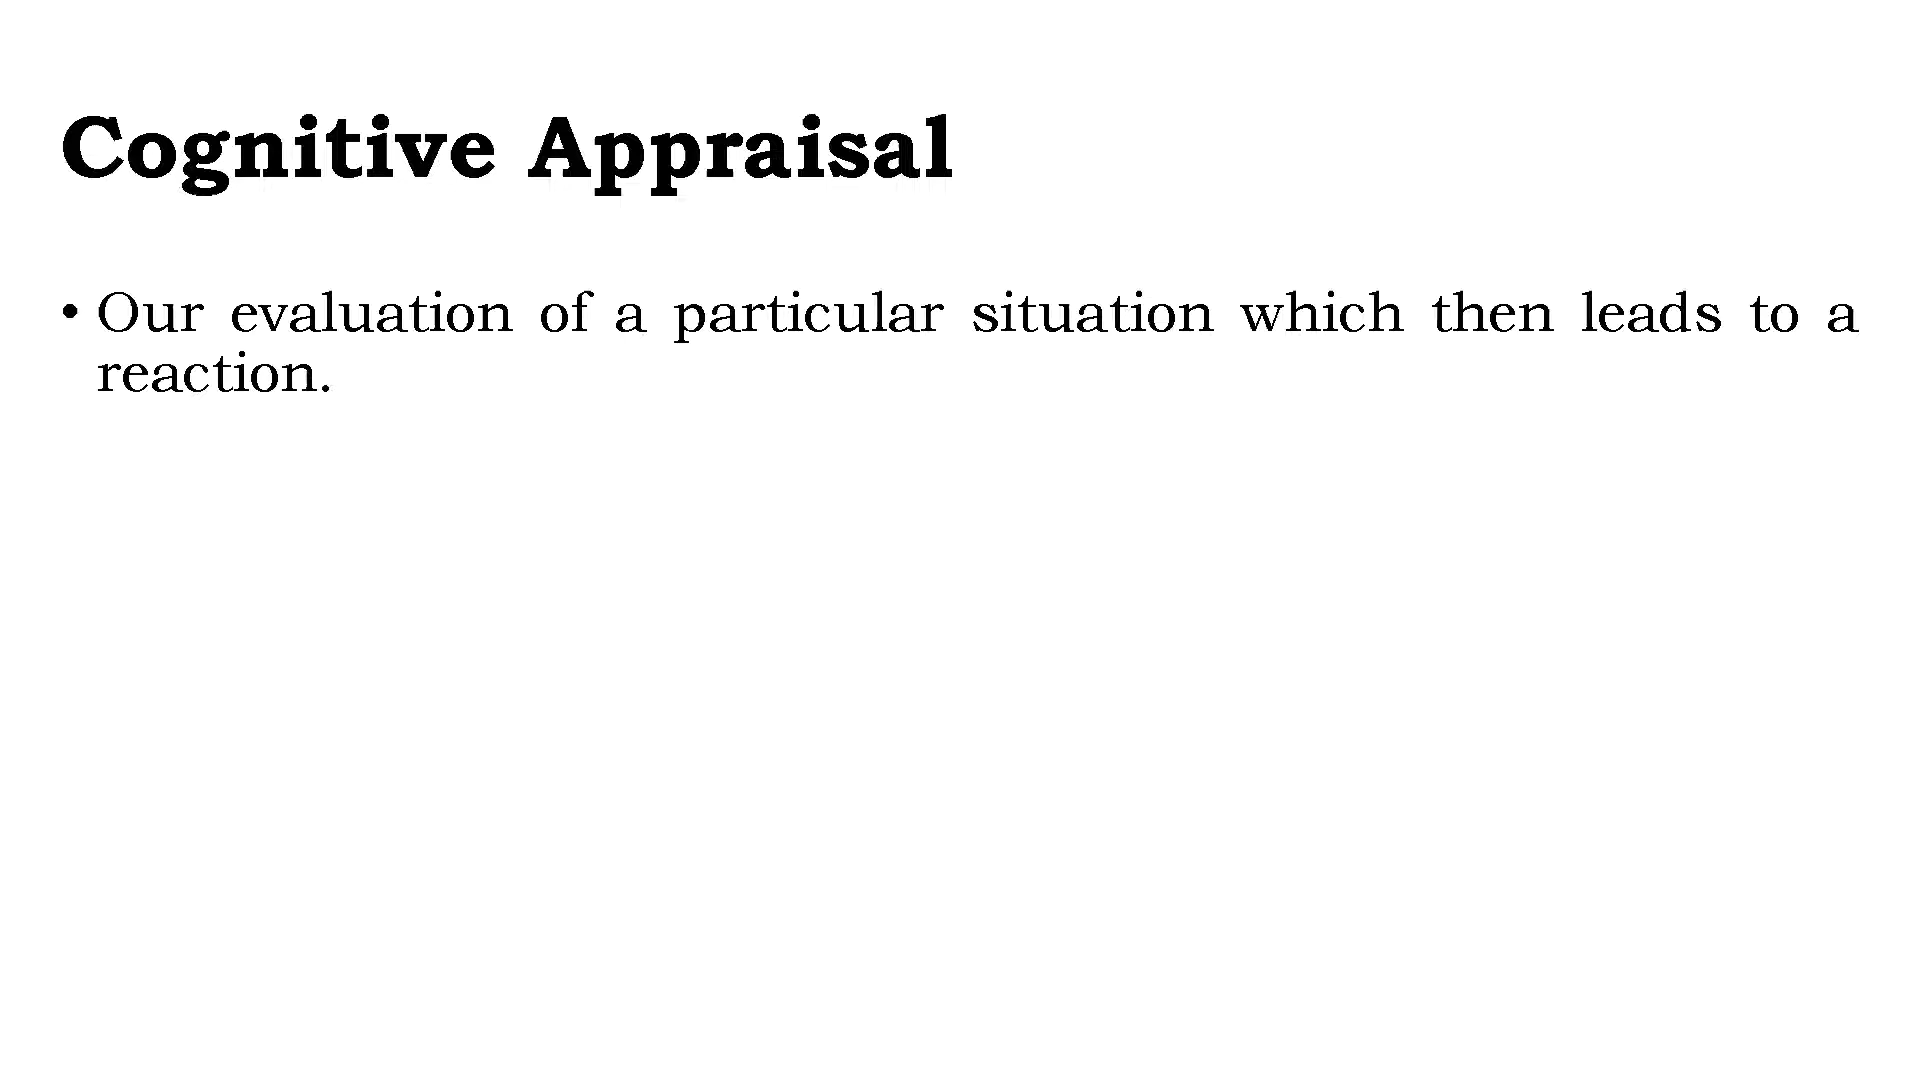 Cognitive Appraisal
• Our evaluation of a particular situation which then leads to a
reaction.